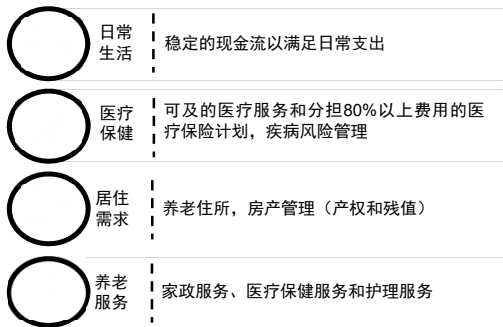 日常
生活
稳定的现金流以满足日常支出
医疗
保健
可及的医疗服务和分担80%以上费用的医
疗保险计划，疾病风险管理
居住
需求
养老住所，房产管理（产权和残值）
养老
服务
家政服务、医疗保健服务和护理服务